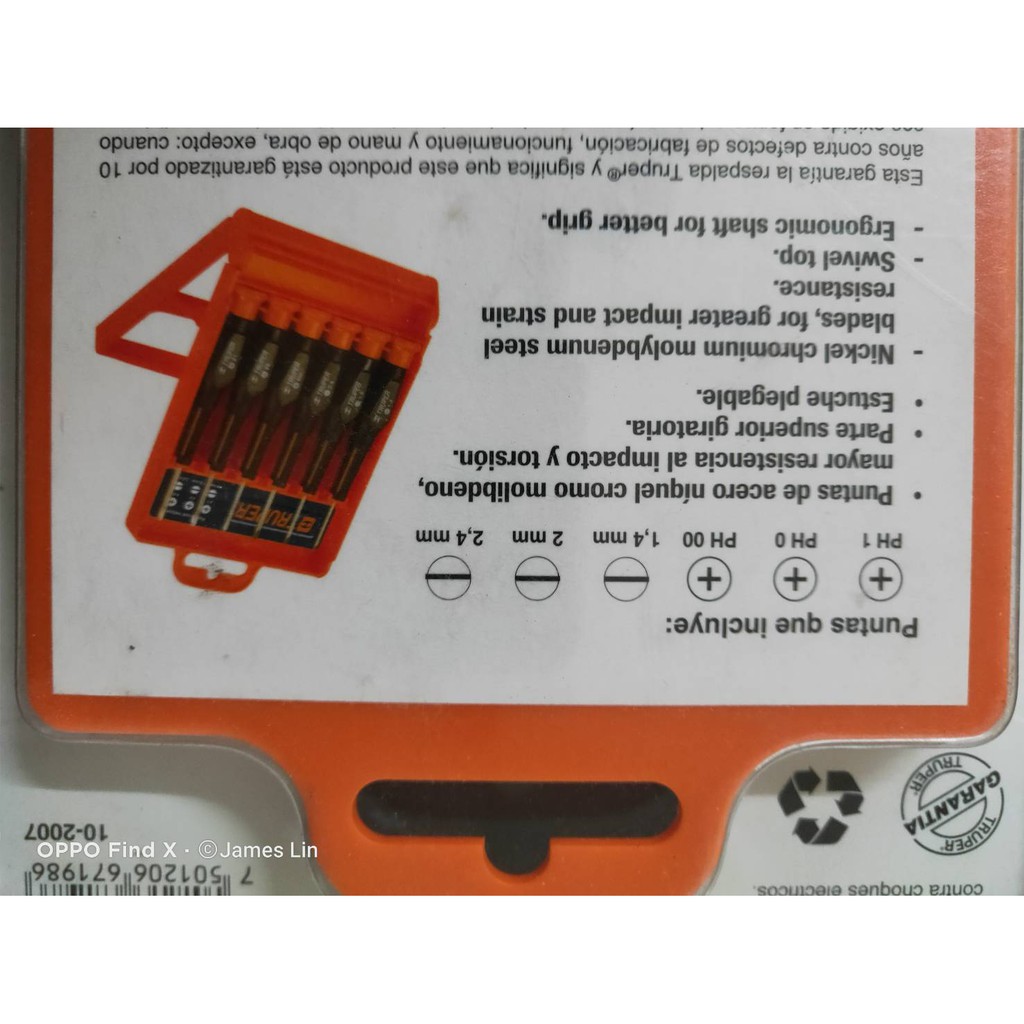 contra choques eléctricos.
7 501206 671986
10-2007
TRUPER
GARANTIA
TRUPER
Puntas que incluye:
PH 1 PH 0 PH 00 1,4 mm 2 mm 2,4 mm
• Puntas de acero níquel cromo molibdeno,
mayor resistencia al impacto y torsión.
• Parte superior giratoria.
• Estuche plegable.
- Nickel chromium molybdenum steel
blades, for greater impact and strain
resistance.
- Swivel top.
- Ergonomic shaft for better grip.
TRUPER
Esta garantía la respalda Truper® y significa que este producto está garantizado por 10
años contra defectos de fabricación, funcionamiento y mano de obra, excepto: cuando
OPPO Find X · ©James Lin